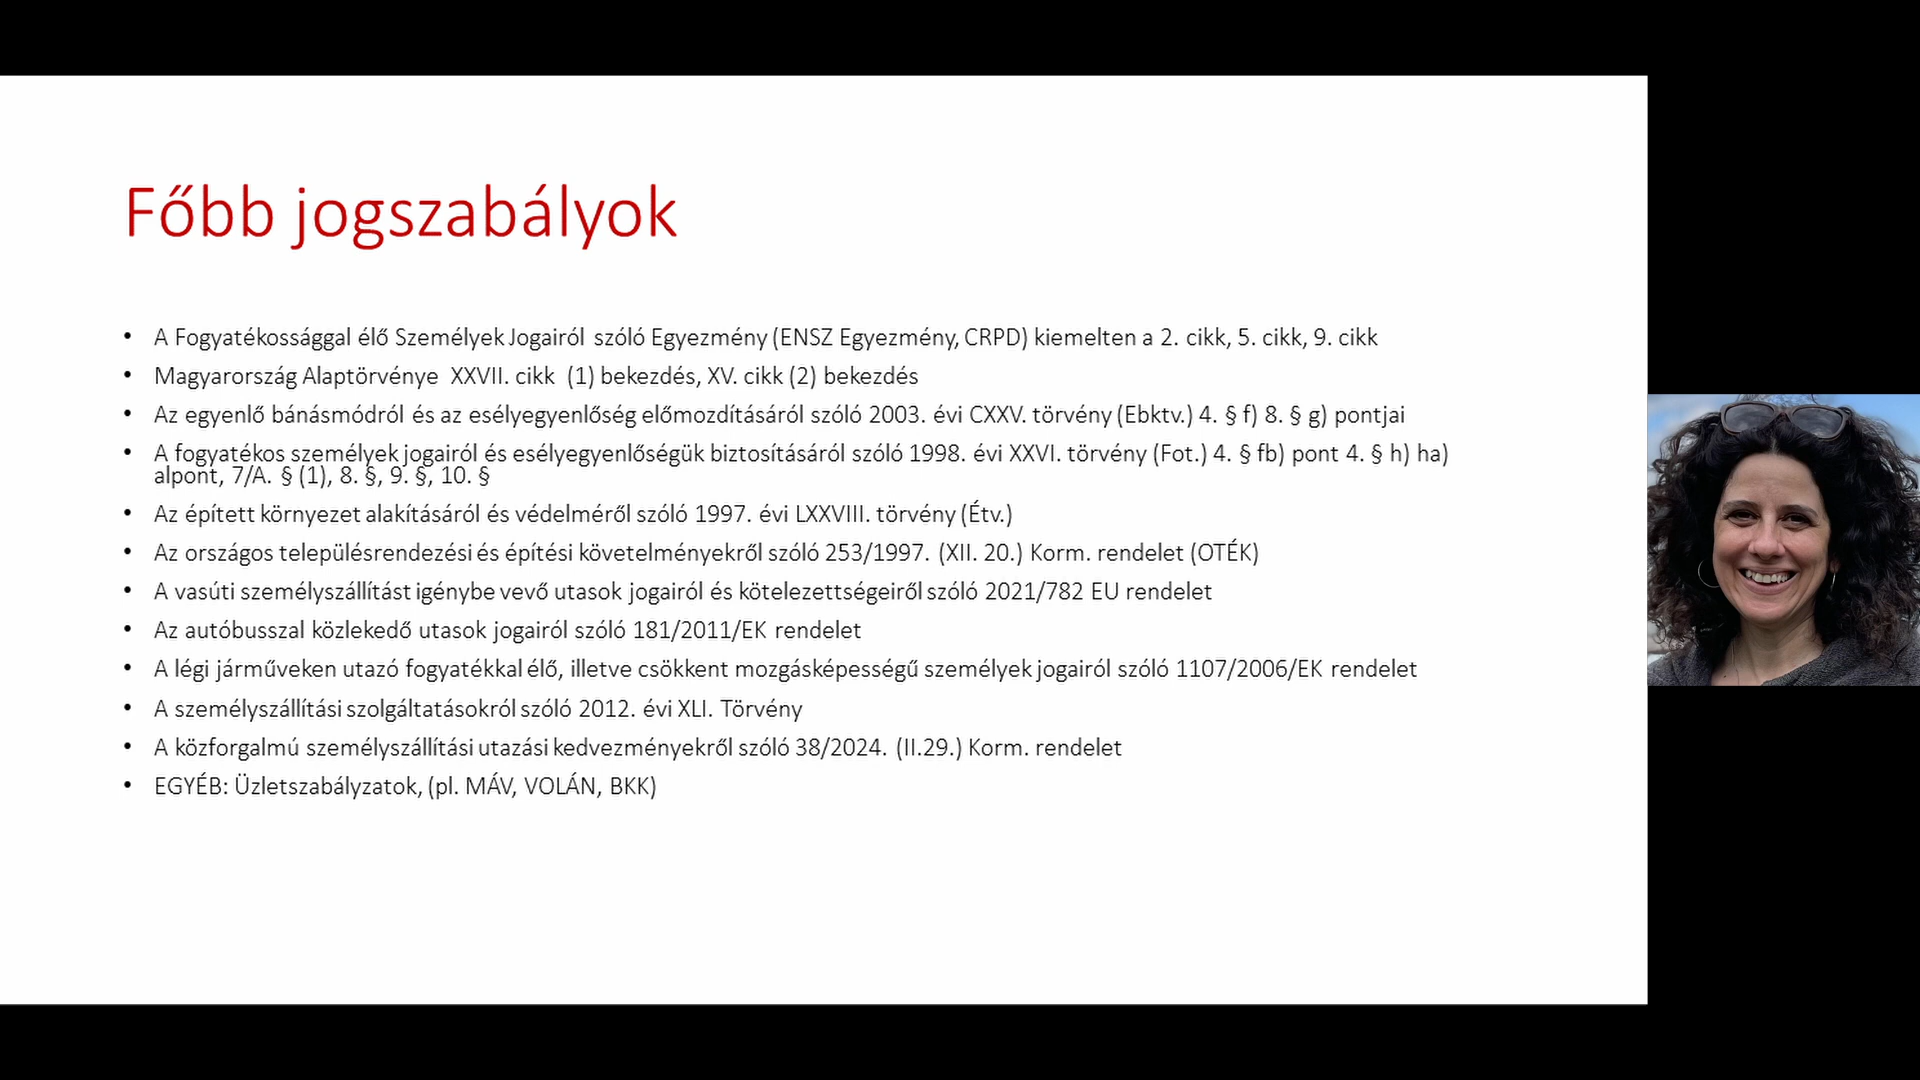 Főbb jogszabályok
• A Fogyatékossággal élő Személyek Jogairól szóló Egyezmény (ENSZ Egyezmény, CRPD) kiemelten a 2. cikk, 5. cikk, 9. cikk
• Magyarország Alaptörvénye XXVII. cikk (1) bekezdés, XV. cikk (2) bekezdés
• Az egyenlő bánásmódról és az esélyegyenlőség előmozdításáról szóló 2003. évi CXXV. törvény (Ebktv.) 4. § f) 8. § g) pontjai
• A fogyatékos személyek jogairól és esélyegyenlőségük biztosításáról szóló 1998. évi XXVI. törvény (Fot.) 4. § fb) pont 4. § h) ha)
alpont, 7/A. § (1), 8. §, 9. §, 10. §
• Az épített környezet alakításáról és védelméről szóló 1997. évi LXXVIII. törvény (Étv.)
• Az országos településrendezési és építési követelményekről szóló 253/1997. (XII. 20.) Korm. rendelet (OTÉK)
• A vasúti személyszállítást igénybe vevő utasok jogairól és kötelezettségeiről szóló 2021/782 EU rendelet
• Az autóbusszal közlekedő utasok jogairól szóló 181/2011/EK rendelet
• A légi járműveken utazó fogyatékkal élő, illetve csökkent mozgásképességű személyek jogairól szóló 1107/2006/EK rendelet
• A személyszállítási szolgáltatásokról szóló 2012. évi XLI. Törvény
• A közforgalmú személyszállítási utazási kedvezményekről szóló 38/2024. (II.29.) Korm. rendelet
• EGYÉB: Üzletszabályzatok, (pl. MÁV, VOLÁN, BKK)